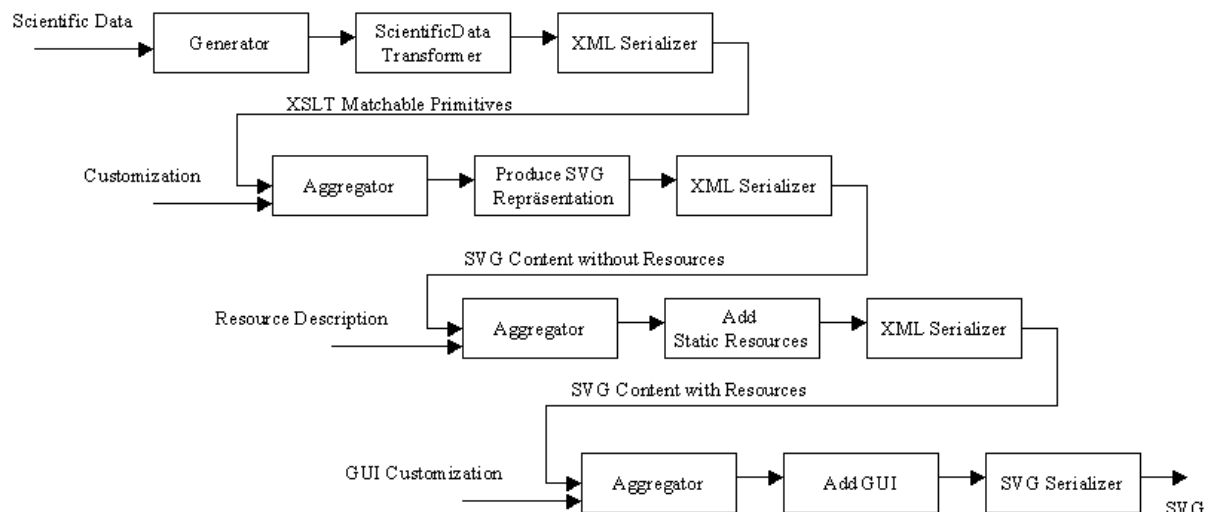 Scientific Data
Generator
ScientificData
Transformer
XML Serializer
XSLT Matchable Primitives
Customization
Aggregator
Produce SVG
Repräsentation
XML Serializer
SVG Content without Resources
Resource Description
Aggregator
Add
Static Resources
XML Serializer
SVG Content with Resources
GUI Customization
Aggregator
Add GUI
SVG Serializer
SVG